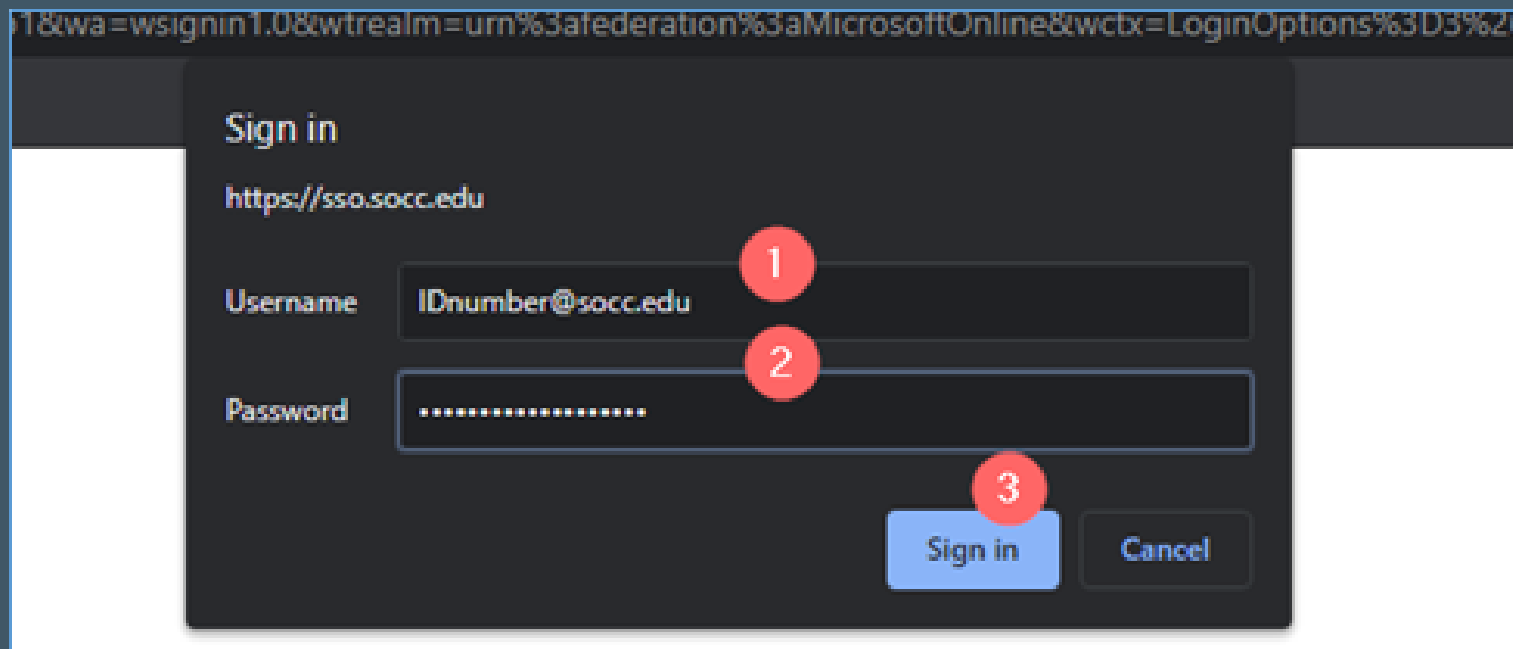 p1&wa=wsignin1.0&wtrealm=urn%3afederation%3aMicrosoftOnline&wctx=LoginOptions%3D3%2
Sign in
https://sso.socc.edu
1
Username IDnumber@socc.edu
2
Password •••••••••••••••••••
3
Sign in Cancel